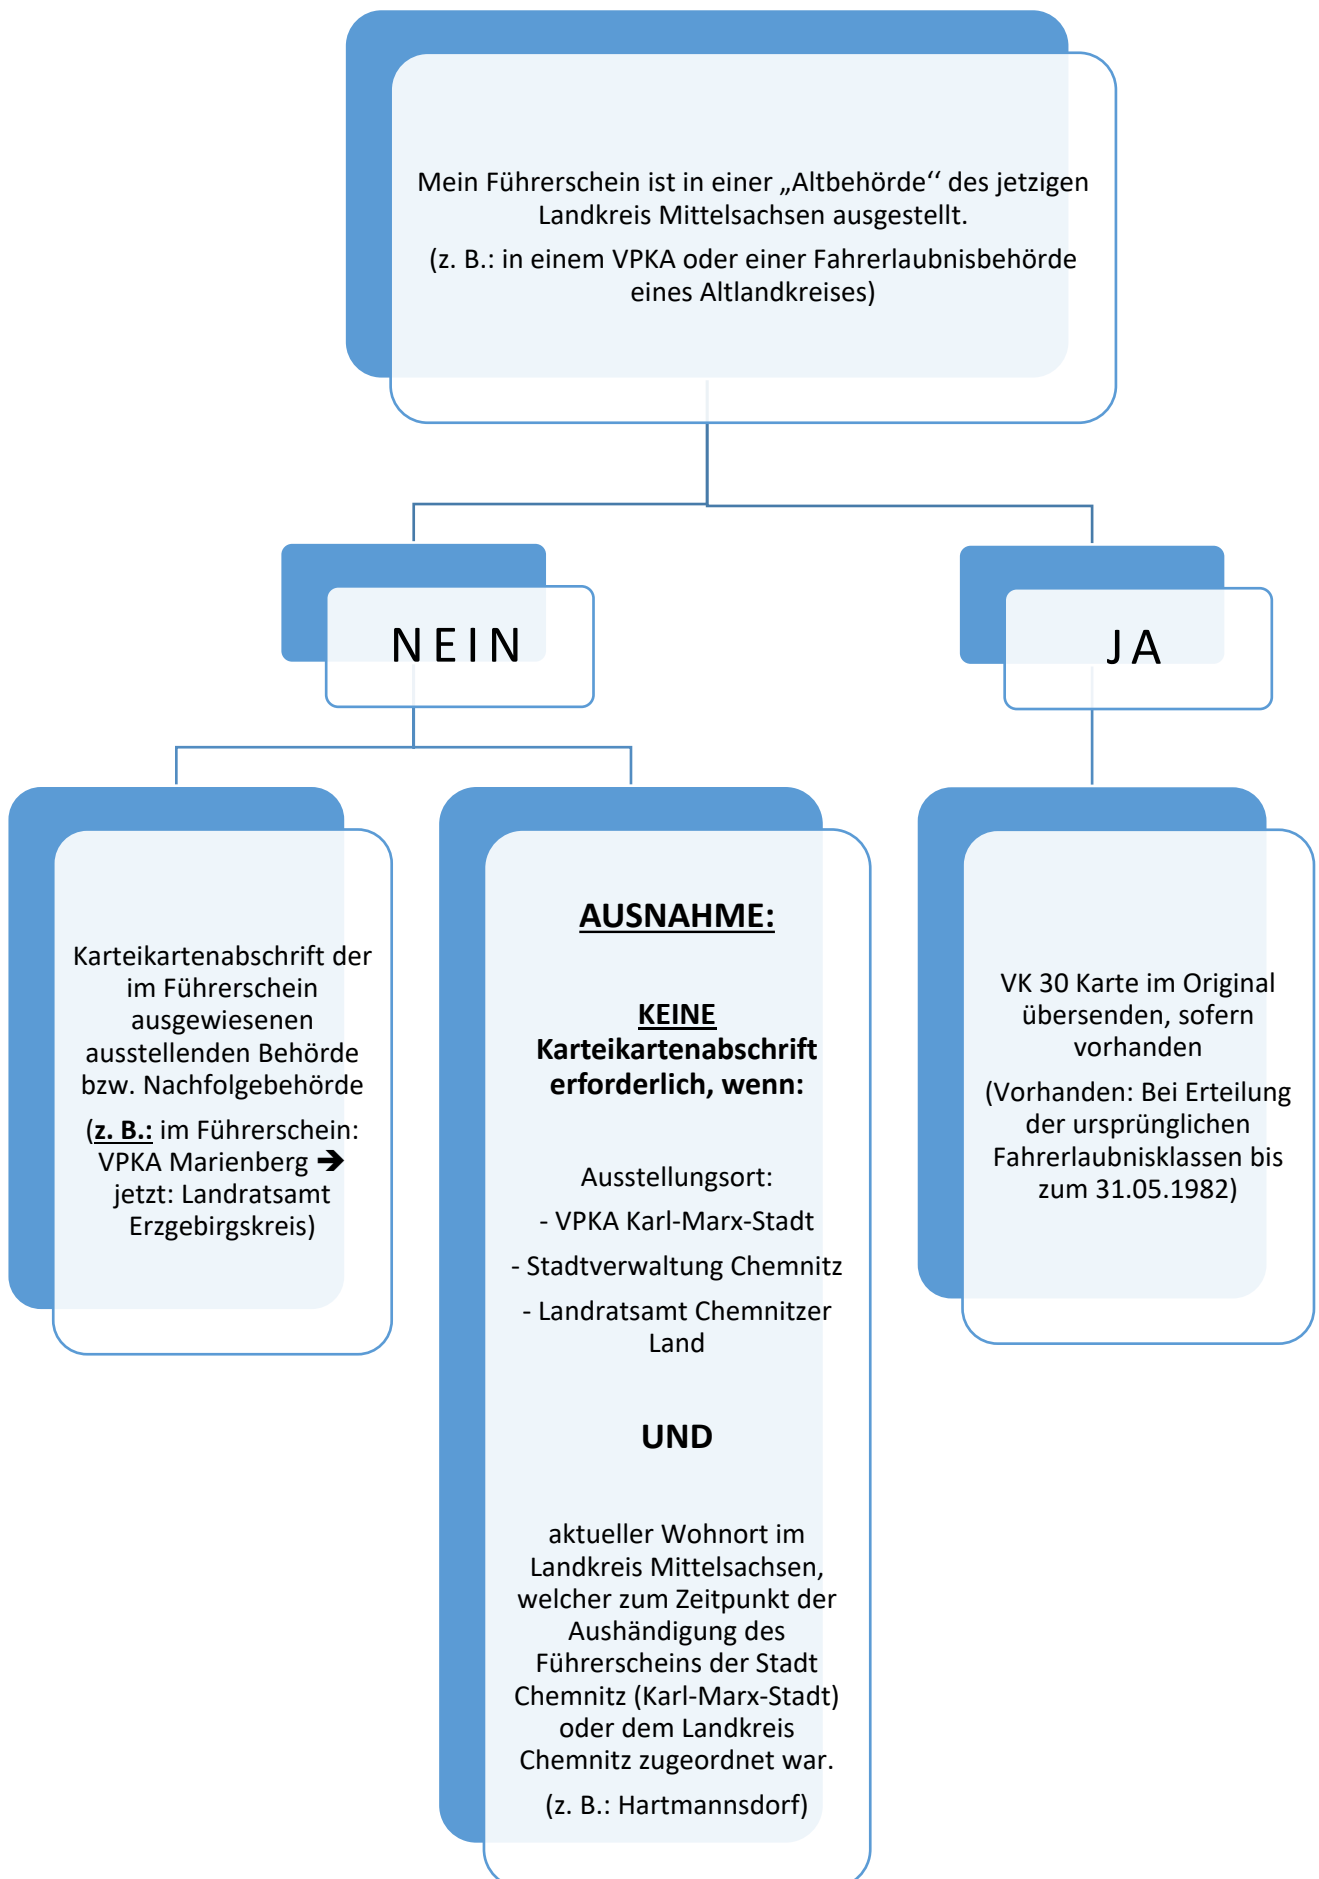 Mein Führerschein ist in einer „Altbehörde‘‘ des jetzigen
Landkreis Mittelsachsen ausgestellt.
(z. B.: in einem VPKA oder einer Fahrerlaubnisbehörde
eines Altlandkreises)
NEIN
JA
Karteikartenabschrift der
im Führerschein
ausgewiesenen
ausstellenden Behörde
bzw. Nachfolgebehörde
(z. B.: im Führerschein:
VPKA Marienberg ➔
jetzt: Landratsamt
Erzgebirgskreis)
AUSNAHME:
KEINE
Karteikartenabschrift
erforderlich, wenn:
Ausstellungsort:
- VPKA Karl-Marx-Stadt
- Stadtverwaltung Chemnitz
- Landratsamt Chemnitzer
Land
UND
aktueller Wohnort im
Landkreis Mittelsachsen,
welcher zum Zeitpunkt der
Aushändigung des
Führerscheins der Stadt
Chemnitz (Karl-Marx-Stadt)
oder dem Landkreis
Chemnitz zugeordnet war.
(z. B.: Hartmannsdorf)
VK 30 Karte im Original
übersenden, sofern
vorhanden
(Vorhanden: Bei Erteilung
der ursprünglichen
Fahrerlaubnisklassen bis
zum 31.05.1982)